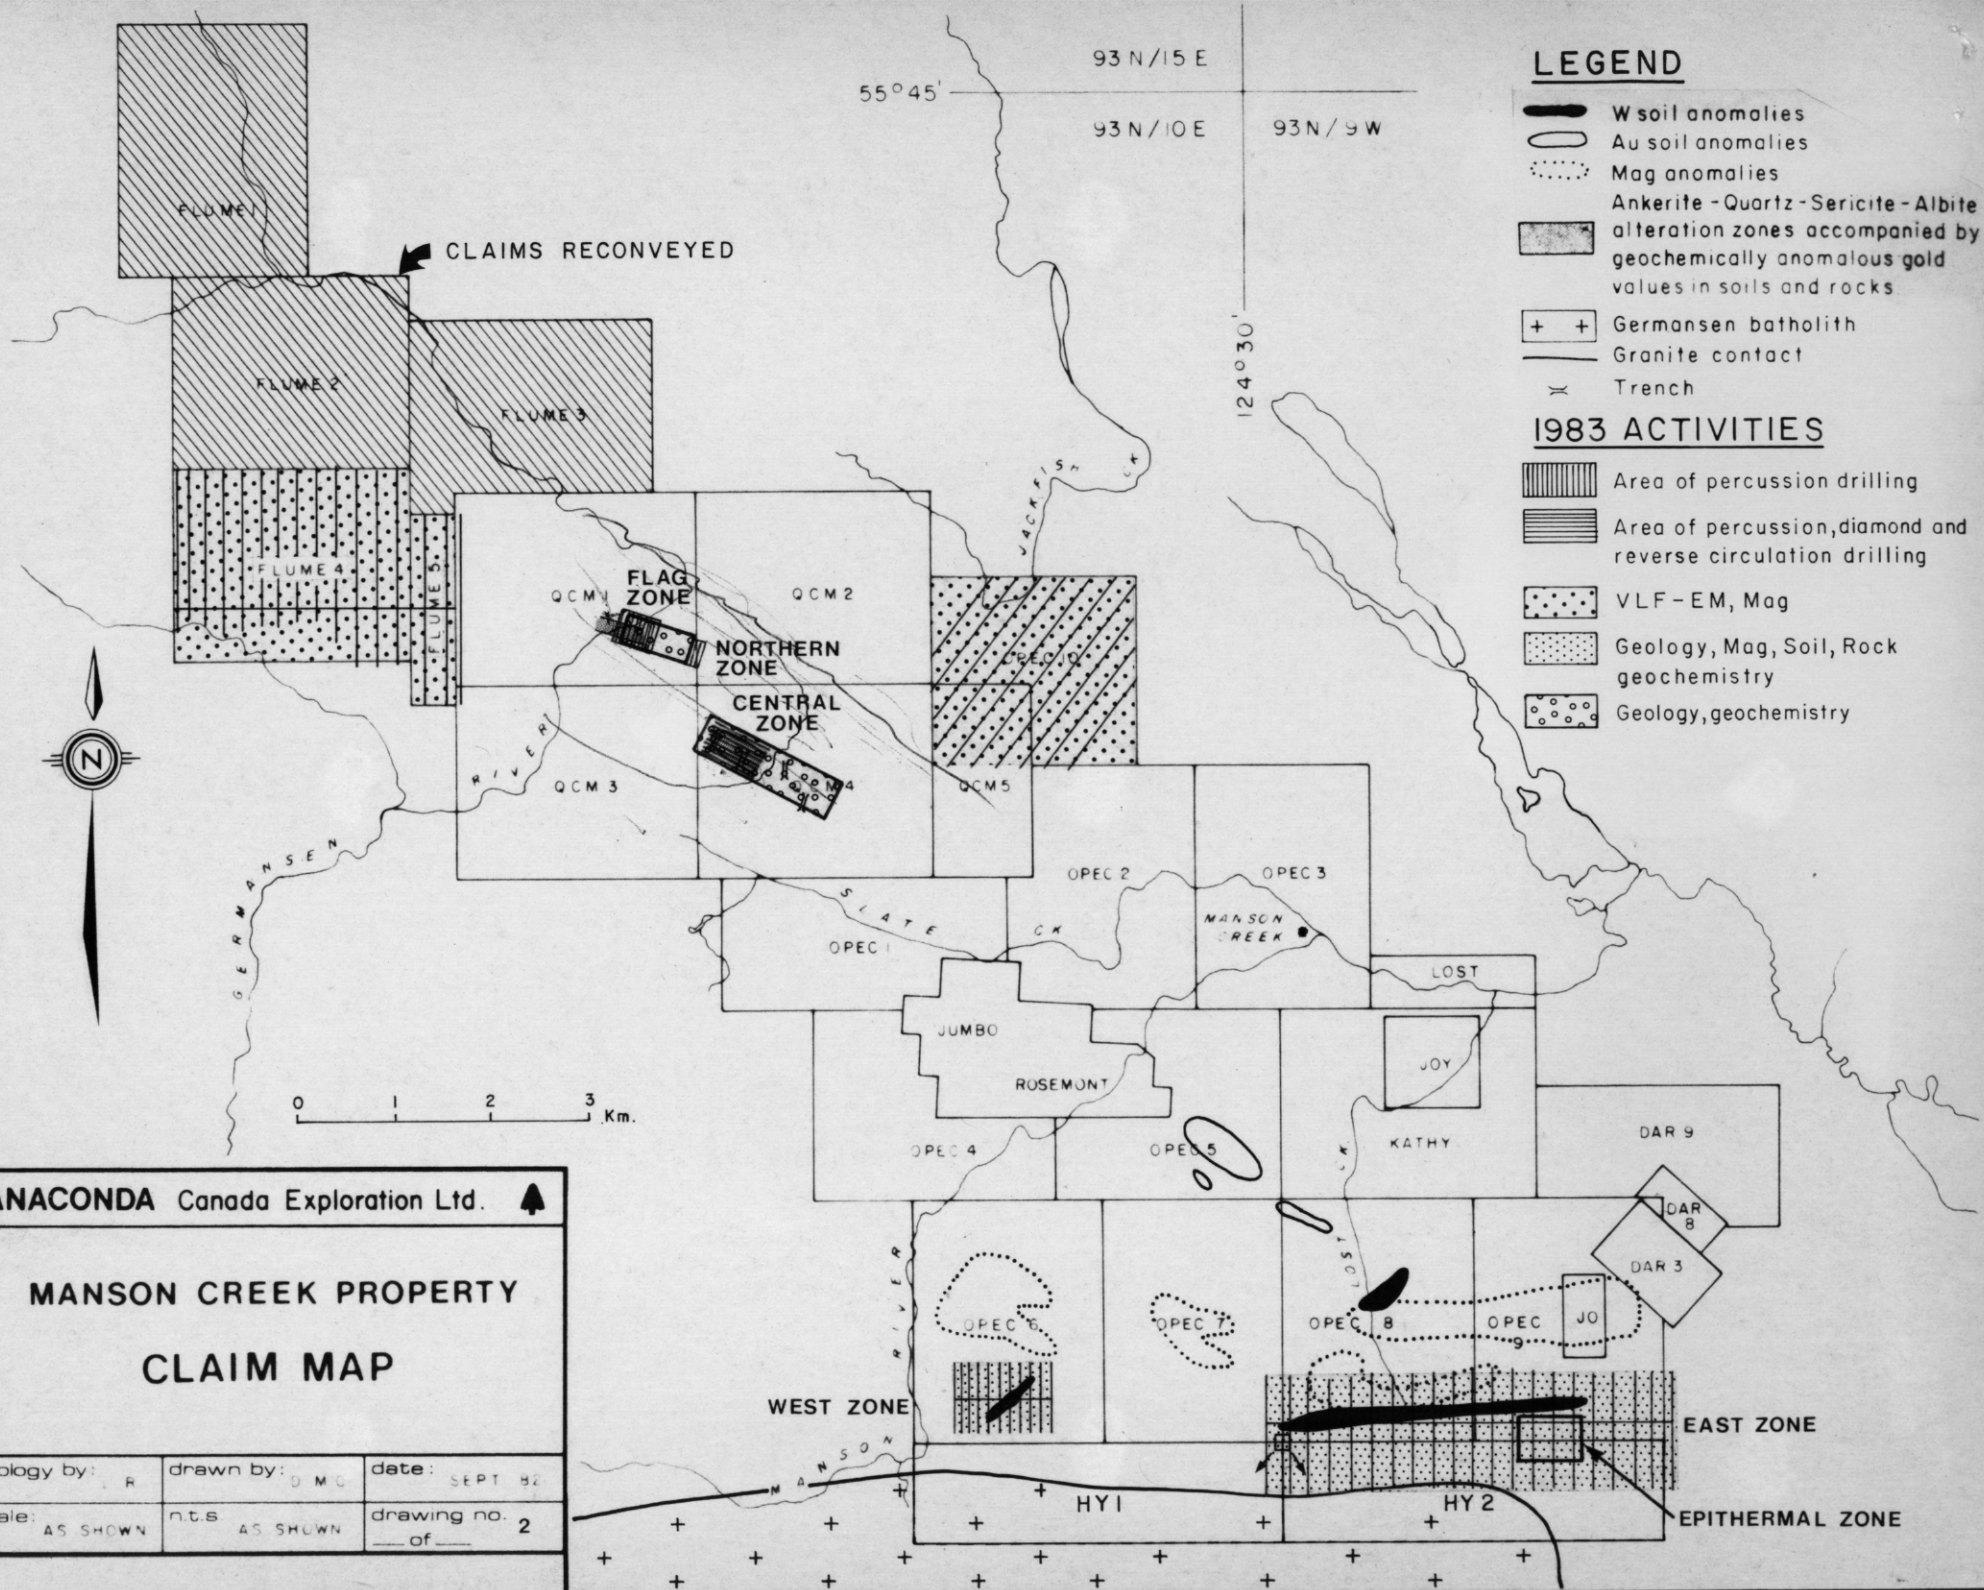 93 N/15 E
55°45'
93 N/10 E
93 N/9 W
124°30'
LEGEND
W soil anomalies
Au soil anomalies
Mag anomalies
Ankerite-Quartz-Sericite-Albite
alteration zones accompanied by
geochemically anomalous gold
values in soils and rocks
Germansen batholith
Granite contact
Trench
1983 ACTIVITIES
Area of percussion drilling
Area of percussion, diamond and
reverse circulation drilling
VLF-EM, Mag
Geology, Mag, Soil, Rock
geochemistry
Geology, geochemistry
FLUME 1
CLAIMS RECONVEYED
FLUME 2
FLUME 3
FLUME 4
FLUME 5
JACKFISH CK
QCM 1
FLAG
ZONE
QCM 2
NORTHERN
ZONE
OPEC 10
CENTRAL
ZONE
QCM 3
QCM 4
QCM 5
GERMANSEN RIVER
N
OPEC 1
SLATE CK
OPEC 2
OPEC 3
MANSON
CREEK
LOST
JUMBO
ROSEMONT
JOY
KATHY
OPEC 4
OPEC 5
DAR 9
DAR
8
DAR 3
LOST CK
OPEC 6
OPEC 7
OPEC 8
OPEC
9
JO
WEST ZONE
EAST ZONE
MANSON RIVER
HY 1
HY 2
EPITHERMAL ZONE
0 1 2 3 Km.
ANACONDA Canada Exploration Ltd.
MANSON CREEK PROPERTY
CLAIM MAP
ology by: R
drawn by: D M C
date: SEPT 82
ale: AS SHOWN
n.t.s. AS SHOWN
drawing no. 2
of